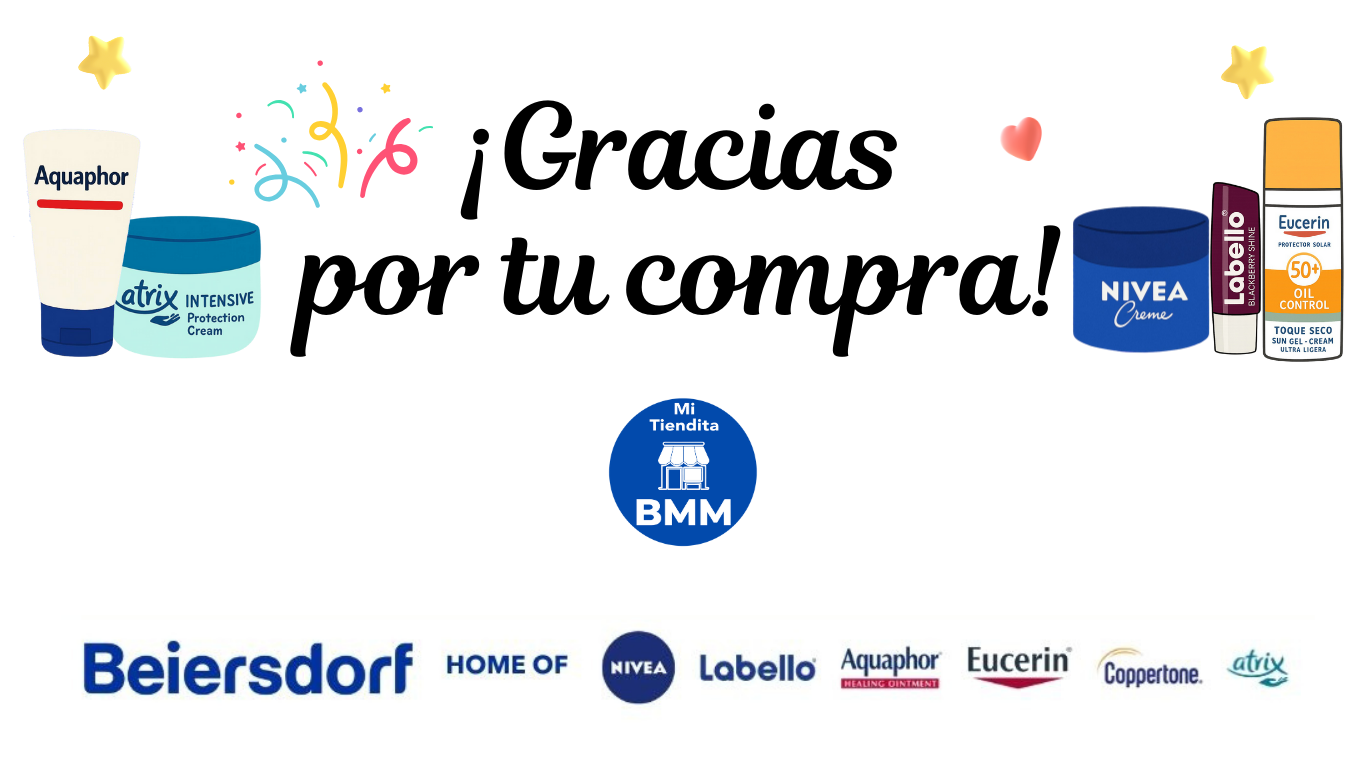 ¡Gracias
por tu compra!
Aquaphor
atrix INTENSIVE
Protection
Cream
NIVEA
Creme
Labello®
BLACKBERRY SHINE
Eucerin
PROTECTOR SOLAR
50+
OIL
CONTROL
TOQUE SECO
SUN GEL-CREAM
ULTRA LIGERA
Mi
Tiendita
BMM
Beiersdorf HOME OF NIVEA Labello® Aquaphor® Eucerin® Coppertone® atrix
HEALING OINTMENT